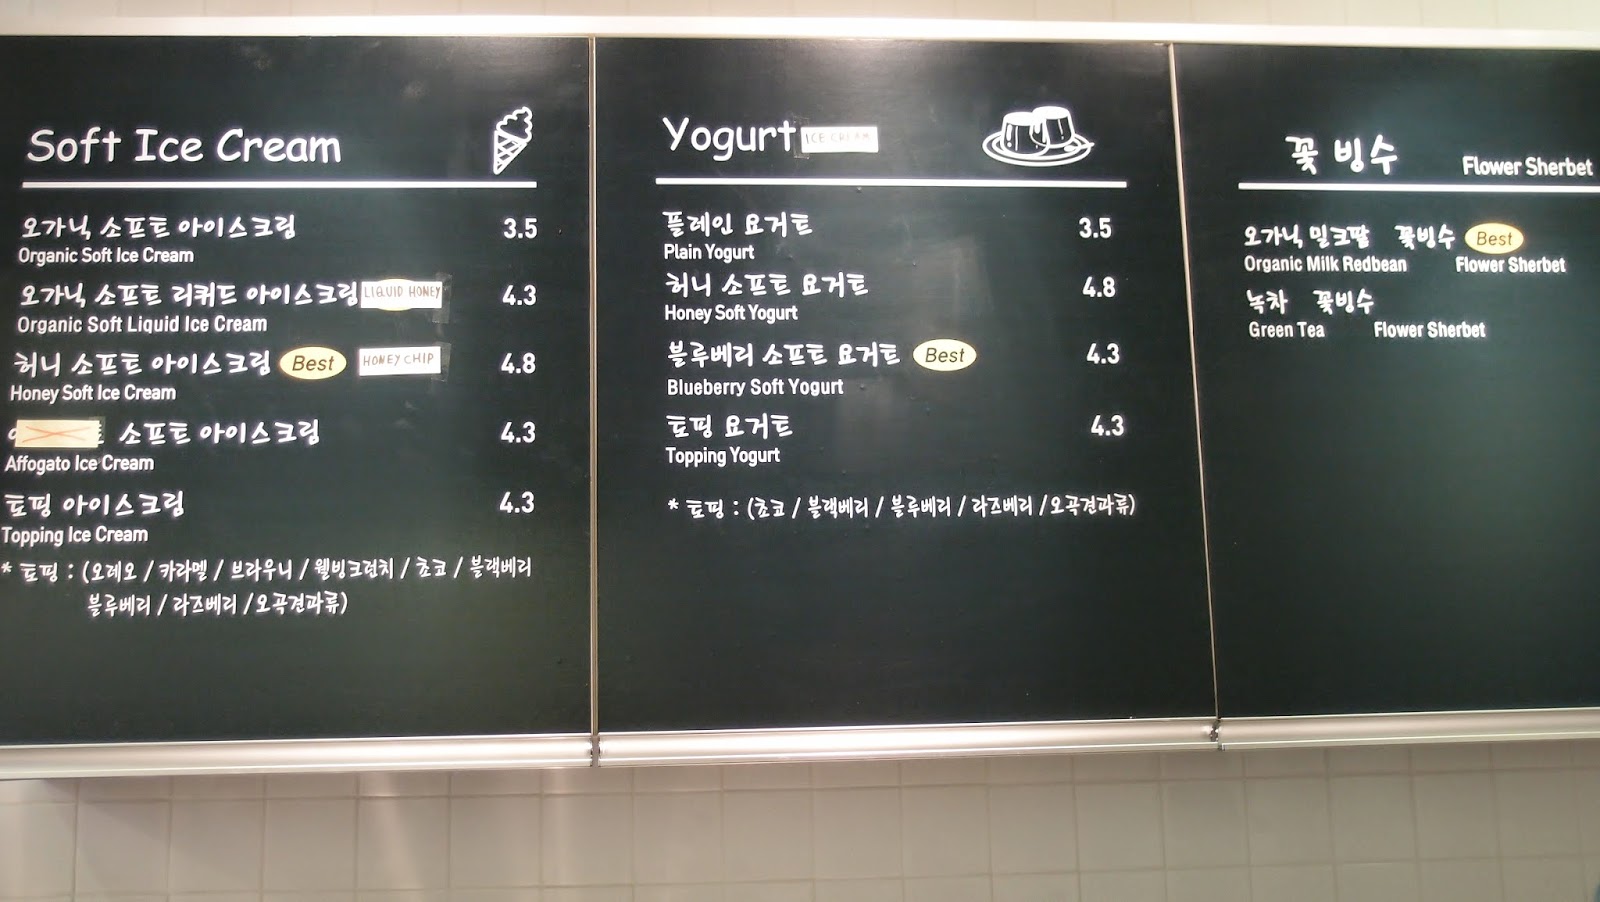 Soft Ice Cream
오가닉 소프트 아이스크림 3.5
Organic Soft Ice Cream
오가닉 소프트 리퀴드 아이스크림 LIQUID HONEY 4.3
Organic Soft Liquid Ice Cream
허니 소프트 아이스크림 Best HONEY CHIP 4.8
Honey Soft Ice Cream
소프트 아이스크림 4.3
Affogato Ice Cream
토핑 아이스크림 4.3
Topping Ice Cream
* 토핑 : (오레오 / 카라멜 / 브라우니 / 웰빙크런치 / 초코 / 블랙베리
블루베리 / 라즈베리 / 오곡견과류)
Yogurt ICE CREAM
플레인 요거트 3.5
Plain Yogurt
허니 소프트 요거트 4.8
Honey Soft Yogurt
블루베리 소프트 요거트 Best 4.3
Blueberry Soft Yogurt
토핑 요거트 4.3
Topping Yogurt
* 토핑 : (초코 / 블랙베리 / 블루베리 / 라즈베리 / 오곡견과류)
꽃빙수 Flower Sherbet
오가닉 밀크팥 꽃빙수 Best
Organic Milk Redbean Flower Sherbet
녹차 꽃빙수
Green Tea Flower Sherbet